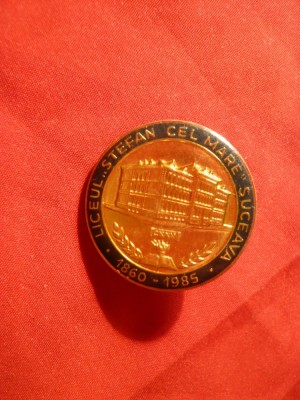 LICEUL „STEFAN CEL MARE" SUCEAVA
· 1860 - 1985 ·